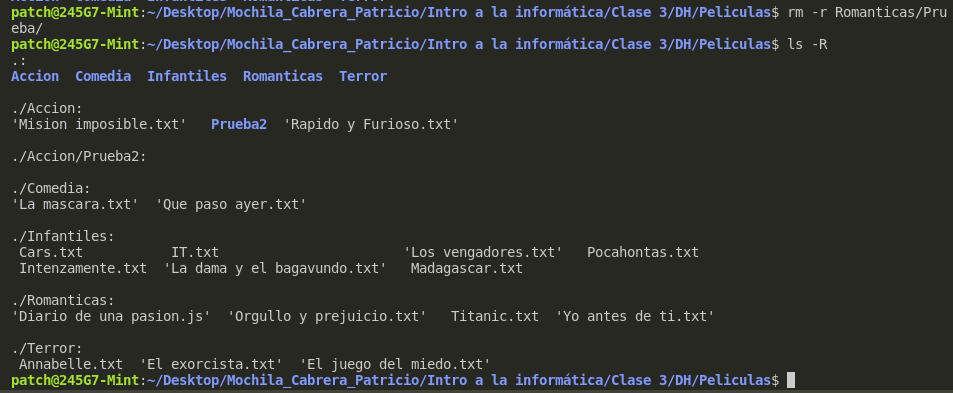 patch@245G7-Mint:~/Desktop/Mochila_Cabrera_Patricio/Intro a la informática/Clase 3/DH/Peliculas$ rm -r Romanticas/Pru
eba/
patch@245G7-Mint:~/Desktop/Mochila_Cabrera_Patricio/Intro a la informática/Clase 3/DH/Peliculas$ ls -R
.:
Accion  Comedia  Infantiles  Romanticas  Terror

./Accion:
'Mision imposible.txt'   Prueba2  'Rapido y Furioso.txt'

./Accion/Prueba2:

./Comedia:
'La mascara.txt'  'Que paso ayer.txt'

./Infantiles:
 Cars.txt           IT.txt                       'Los vengadores.txt'   Pocahontas.txt
 Intenzamente.txt  'La dama y el bagavundo.txt'   Madagascar.txt

./Romanticas:
'Diario de una pasion.js'  'Orgullo y prejuicio.txt'   Titanic.txt  'Yo antes de ti.txt'

./Terror:
 Annabelle.txt  'El exorcista.txt'  'El juego del miedo.txt'
patch@245G7-Mint:~/Desktop/Mochila_Cabrera_Patricio/Intro a la informática/Clase 3/DH/Peliculas$